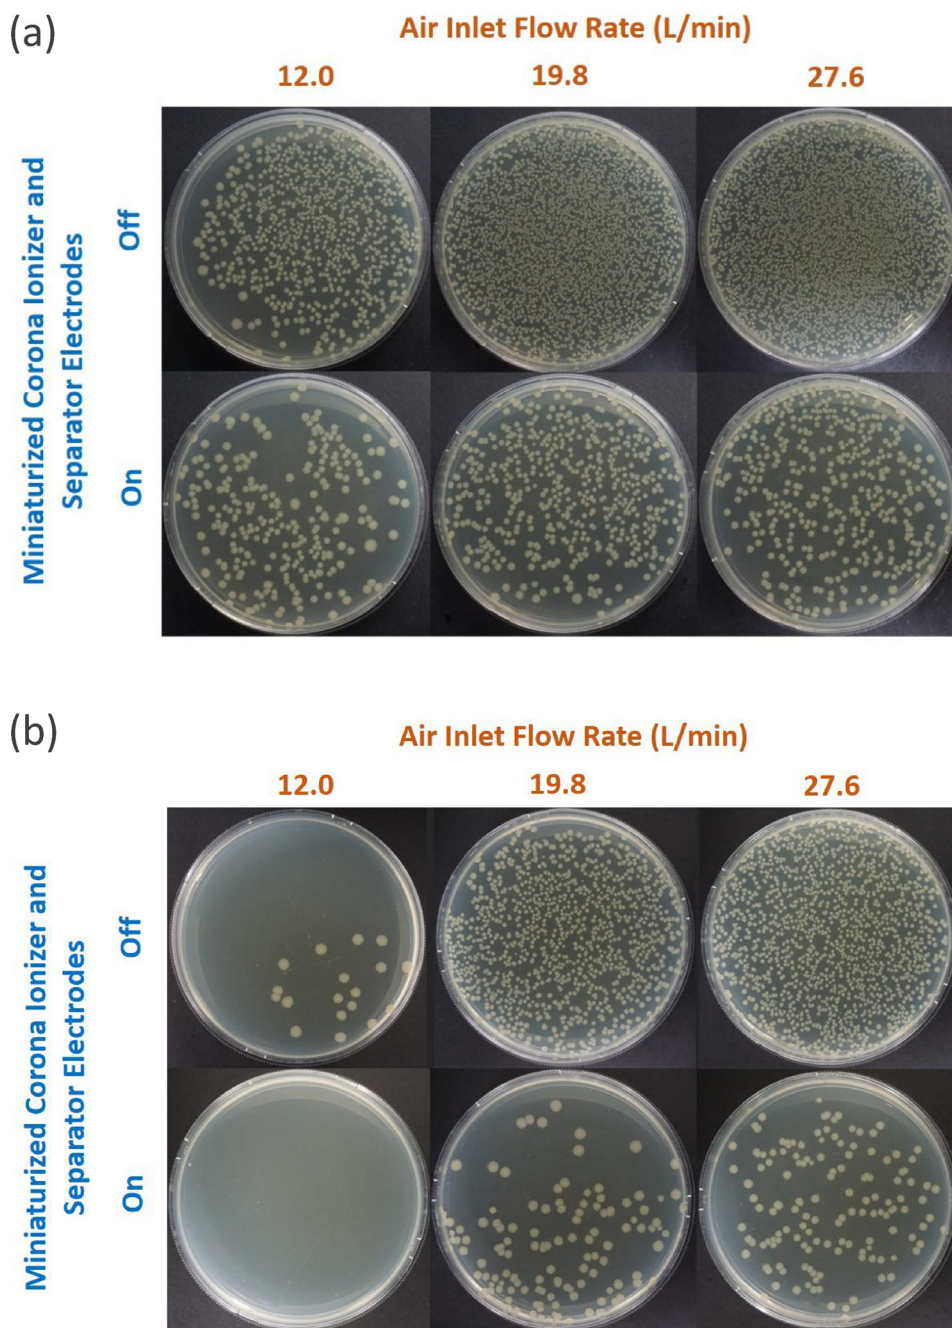 (a)
Air Inlet Flow Rate (L/min)
12.0 19.8 27.6
Miniaturized Corona Ionizer and
Separator Electrodes
Off
On
(b)
Air Inlet Flow Rate (L/min)
12.0 19.8 27.6
Miniaturized Corona Ionizer and
Separator Electrodes
Off
On